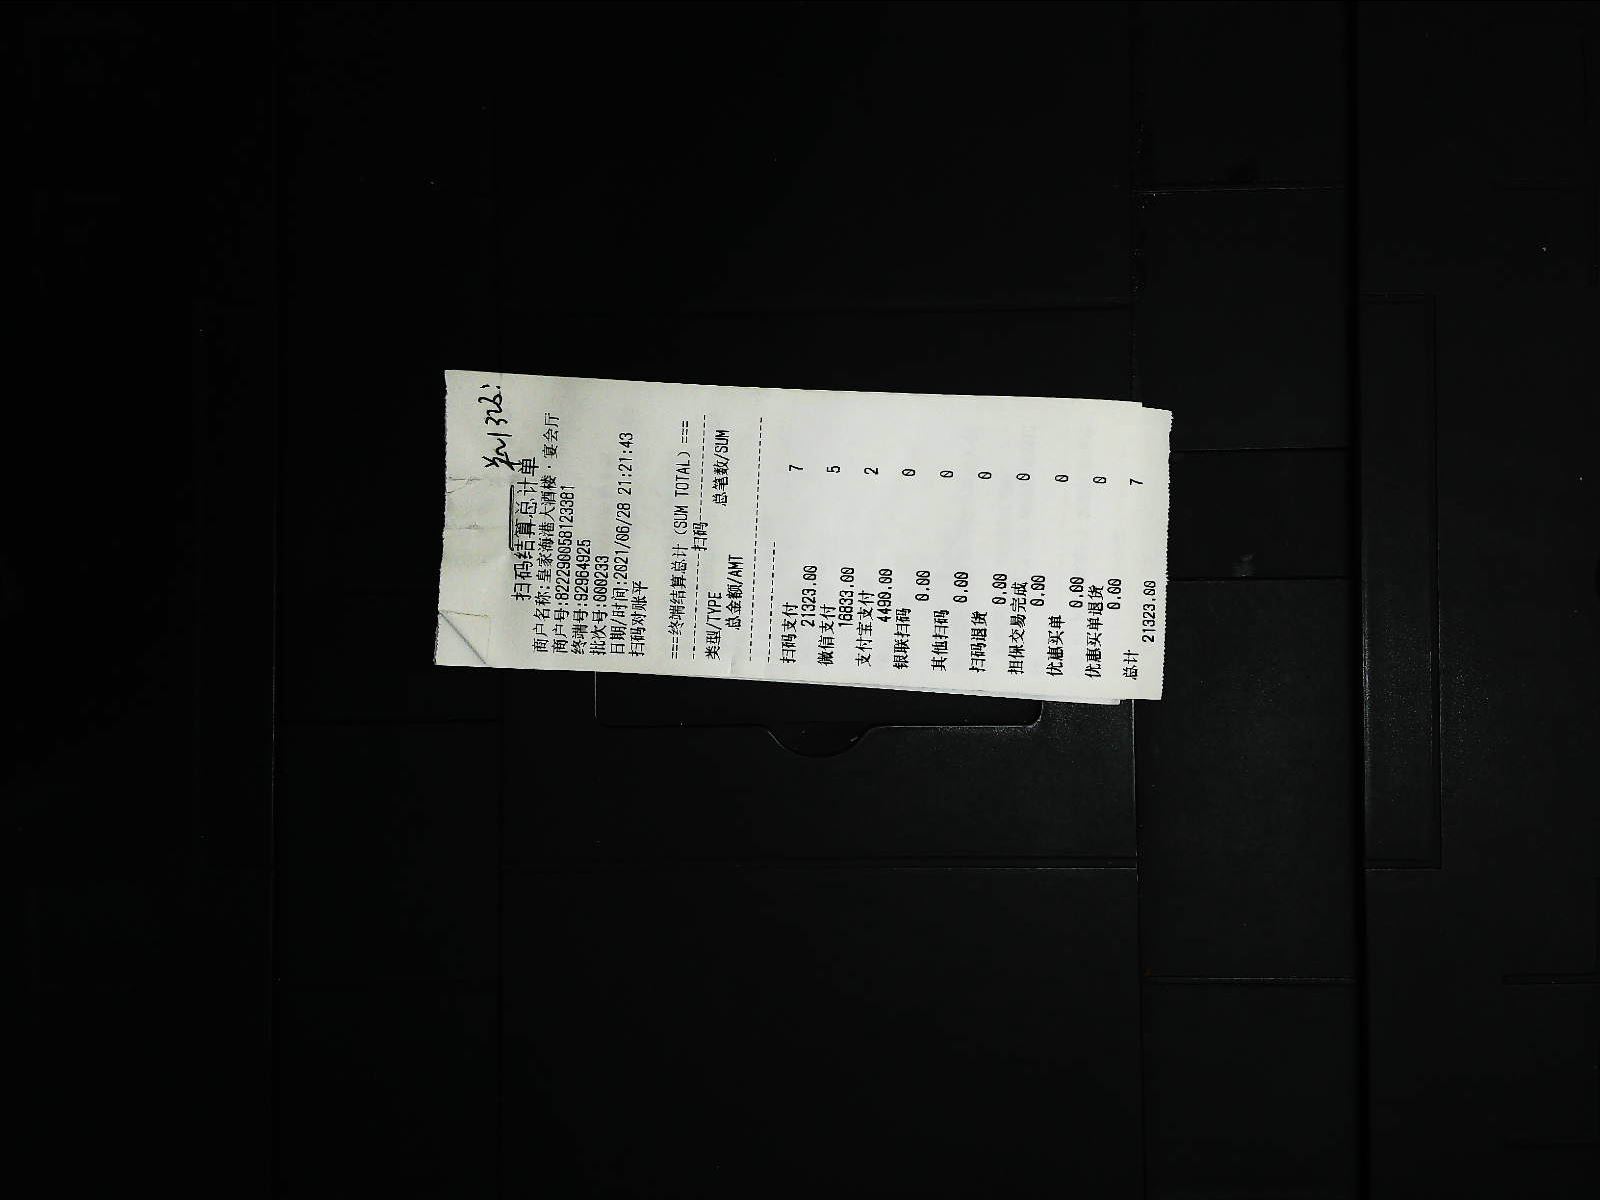 扫码结算总计单
商户名称:皇家海港大酒楼·宴会厅
商户号:822290058123381
终端号:92964925
批次号:000233
日期/时间:2021/06/28 21:21:43
扫码对账平
===终端结算总计(SUM TOTAL)===
扫码
类型/TYPE 总笔数/SUM
总金额/AMT
扫码支付 7
21323.00
微信支付 5
16833.00
支付宝支付 2
4490.00
银联扫码 0
0.00
其他扫码 0
0.00
扫码退货 0
0.00
担保交易完成 0
0.00
优惠买单 0
0.00
优惠买单退货 0
0.00
总计 7
21323.00